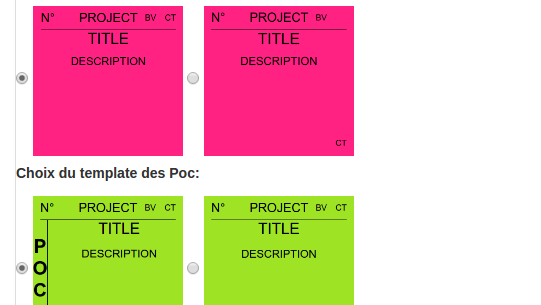 N° PROJECT BV CT
TITLE
DESCRIPTION
N° PROJECT BV
TITLE
DESCRIPTION
CT
Choix du template des Poc:
N° PROJECT BV CT
TITLE
DESCRIPTION
P
O
C
N° PROJECT BV CT
TITLE
DESCRIPTION